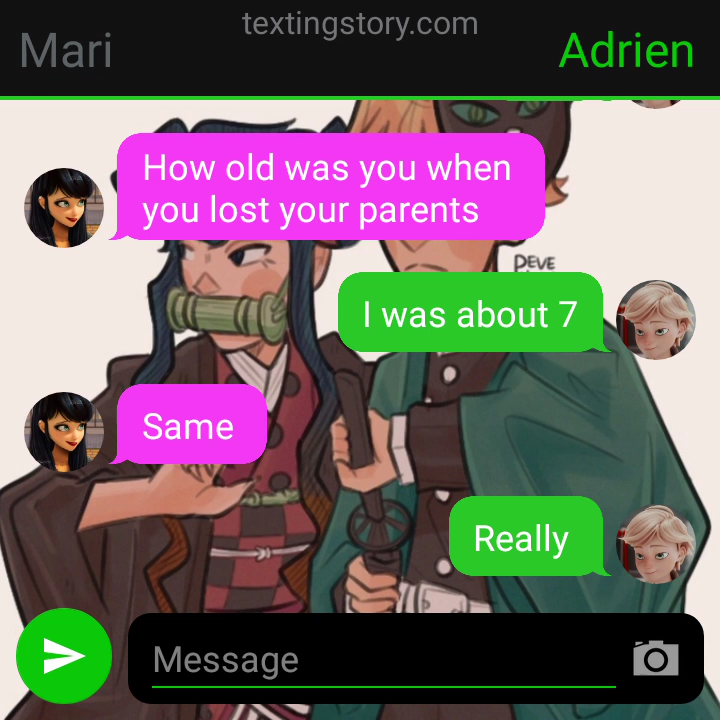 textingstory.com
Mari
Adrien
How old was you when
you lost your parents
DEVE
I was about 7
Same
Really
Message